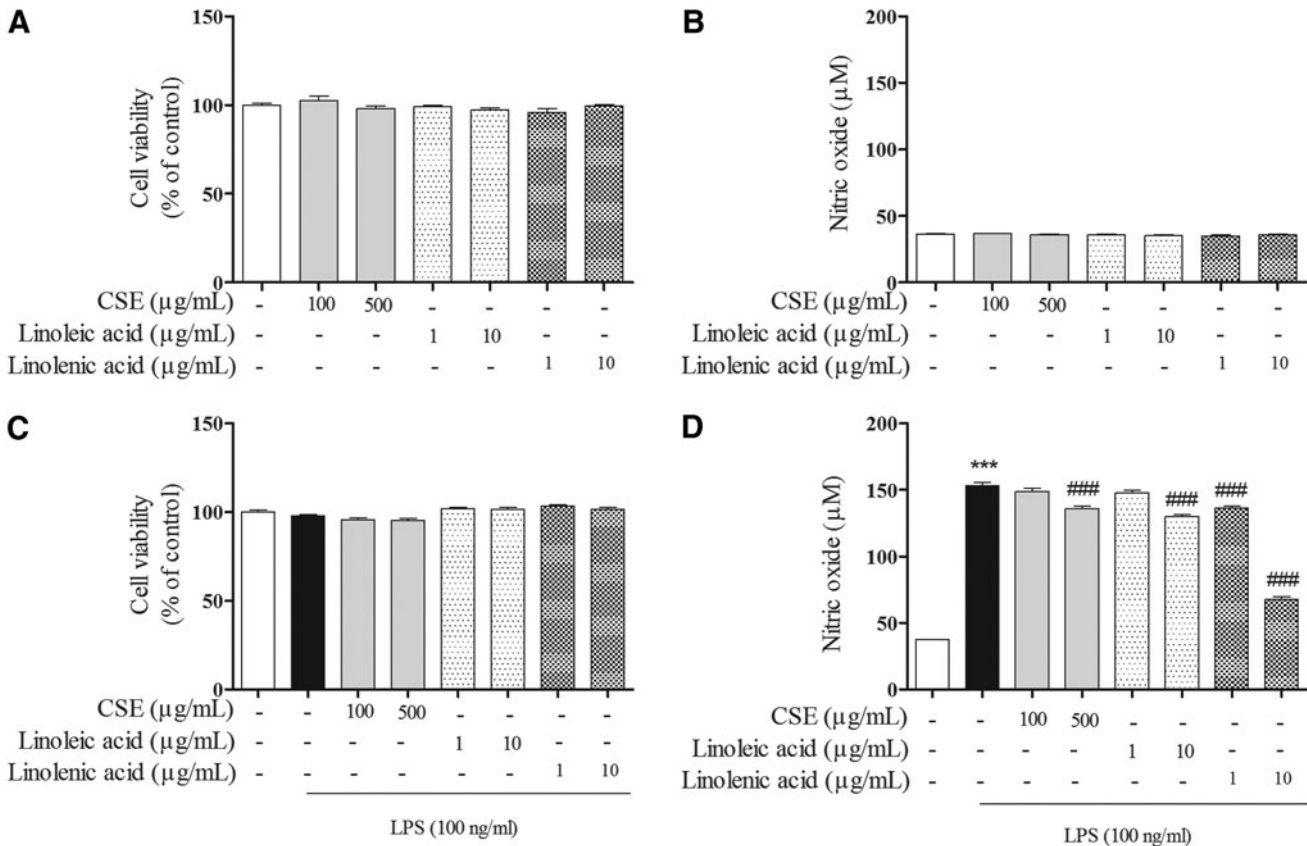 A
150
100
50
0
Cell viability
(% of control)
CSE (µg/mL) - 100 500 - - - -
Linoleic acid (µg/mL) - - - 1 10 - -
Linolenic acid (µg/mL) - - - - - 1 10
B
200
150
100
50
0
Nitric oxide (µM)
CSE (µg/mL) - 100 500 - - - -
Linoleic acid (µg/mL) - - - 1 10 - -
Linolenic acid (µg/mL) - - - - - 1 10
C
150
100
50
0
Cell viability
(% of control)
CSE (µg/mL) - - 100 500 - - - -
Linoleic acid (µg/mL) - - - - 1 10 - -
Linolenic acid (µg/mL) - - - - - - 1 10
LPS (100 ng/ml)
D
200
150
100
50
0
Nitric oxide (µM)
*** ### ### ### ###
CSE (µg/mL) - - 100 500 - - - -
Linoleic acid (µg/mL) - - - - 1 10 - -
Linolenic acid (µg/mL) - - - - - - 1 10
LPS (100 ng/ml)